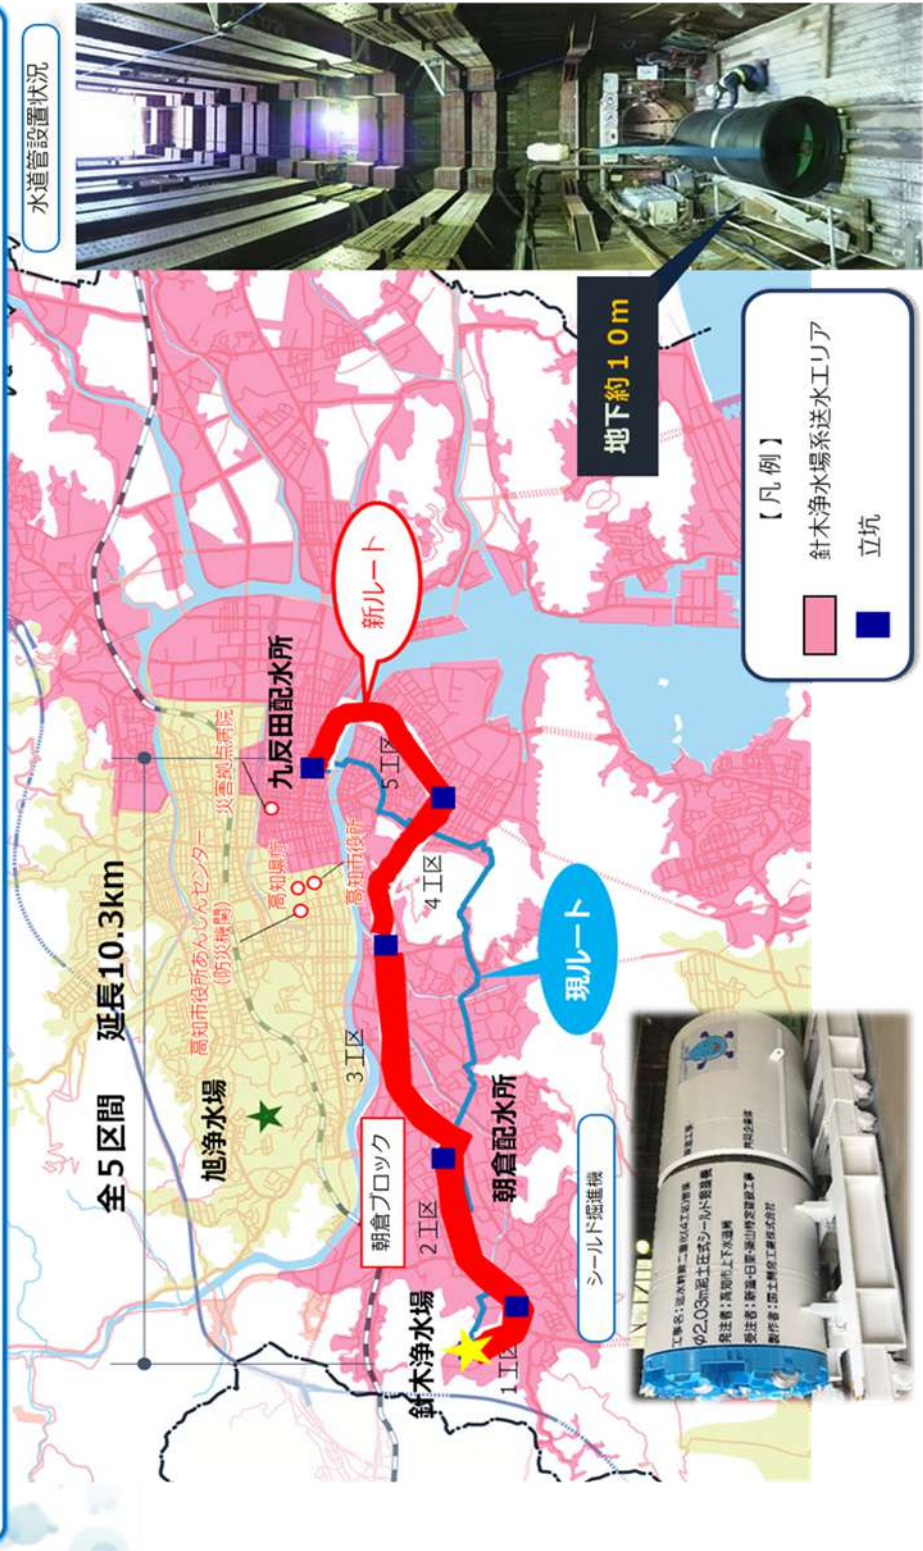 水道管設置状況
全5区間 延長10.3km
旭浄水場
高知市役所あんしんセンター
(防災機関)
災害拠点病院
高知県庁
高知市役所
九反田配水所
新ルート
朝倉ブロック
針木浄水場
1工区
2工区
3工区
4工区
5工区
朝倉配水所
現ルート
地下約10m
【凡例】
針木浄水場系送水エリア
立坑
シールド掘進機
φ2.03m泥土圧式シールド掘進機
発注者:高知市上下水道局
共同企業体